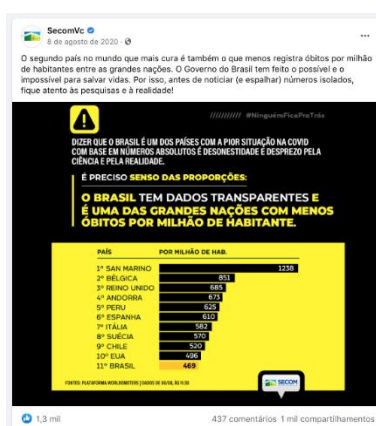 SecomVc
8 de agosto de 2020
O segundo país no mundo que mais cura é também o que menos registra óbitos por milhão
de habitantes entre as grandes nações. O Governo do Brasil tem feito o possível e o
impossível para salvar vidas. Por isso, antes de noticiar (e espalhar) números isolados,
fique atento às pesquisas e à realidade!
////////// #NinguémFicaPraTrás
DIZER QUE O BRASIL É UM DOS PAÍSES COM A PIOR SITUAÇÃO NA COVID
COM BASE EM NÚMEROS ABSOLUTOS É DESONESTIDADE E DESPREZO PELA
CIÊNCIA E PELA REALIDADE.
É PRECISO SENSO DAS PROPORÇÕES:
O BRASIL TEM DADOS TRANSPARENTES E
É UMA DAS GRANDES NAÇÕES COM MENOS
ÓBITOS POR MILHÃO DE HABITANTE.
PAÍS POR MILHÃO DE HAB.
1º SAN MARINO 1238
2º BÉLGICA 851
3º REINO UNIDO 685
4º ANDORRA 673
5º PERU 625
6º ESPANHA 610
7º ITÁLIA 582
8º SUÉCIA 570
9º CHILE 520
10º EUA 496
11º BRASIL 469
FONTES: PLATAFORMA WORLDOMETERS | DADOS DE
SECOM
1,3 mil 437 comentários 1 mil compartilhamentos